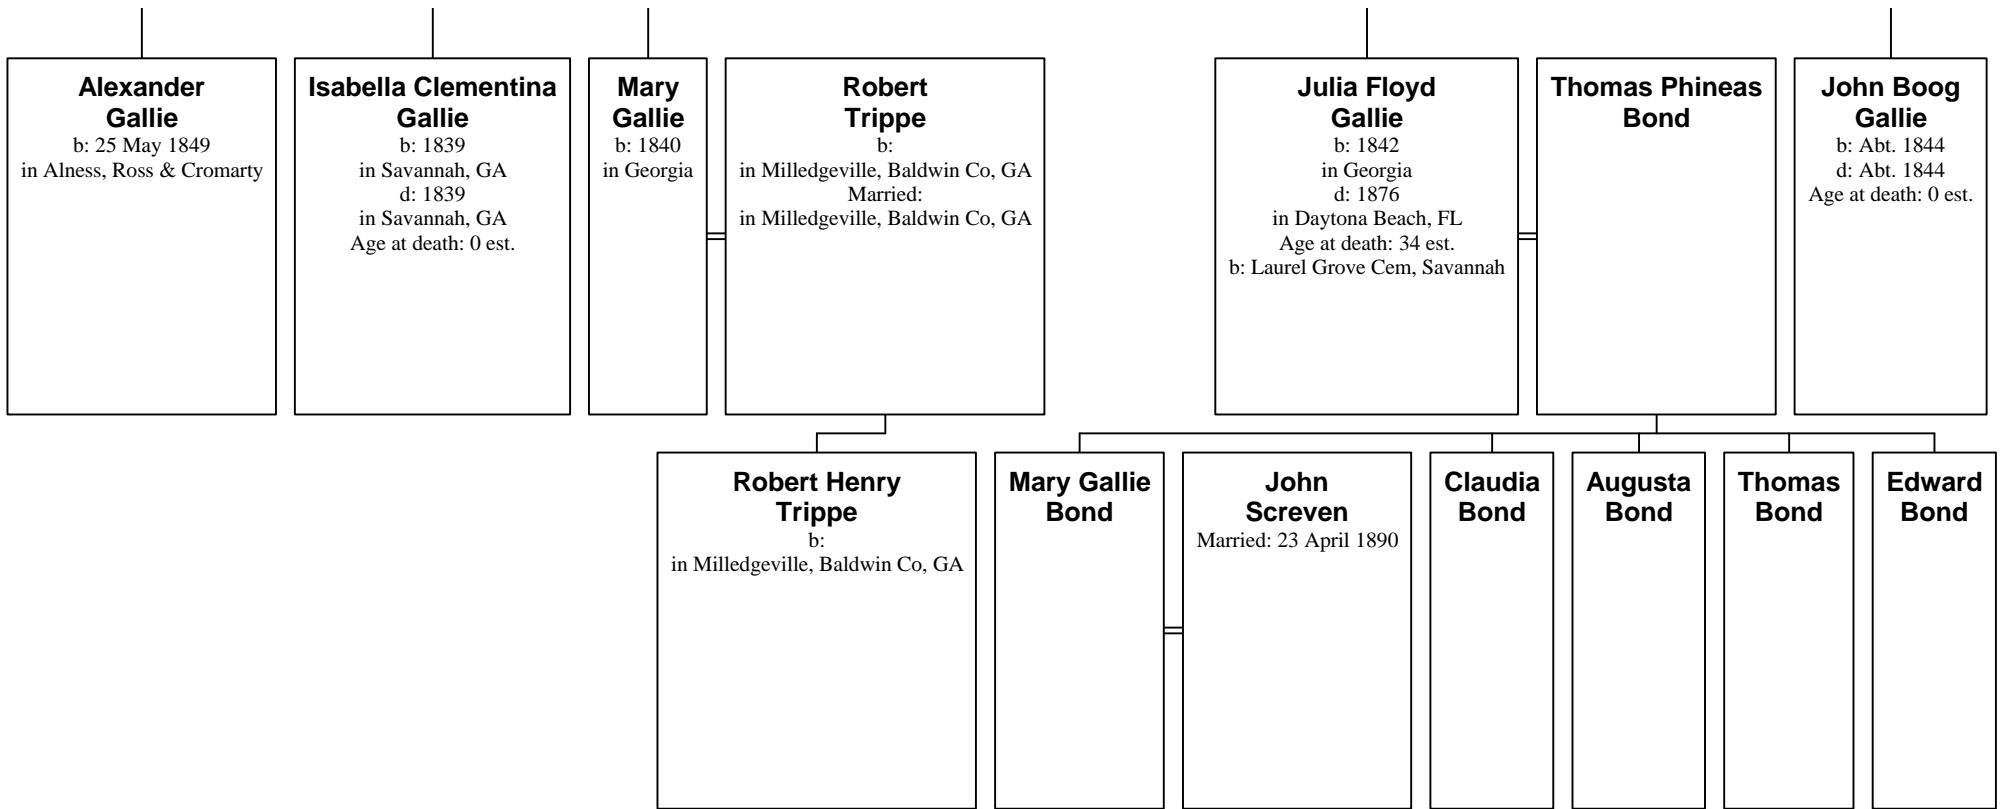 Alexander
Gallie
b: 25 May 1849
in Alness, Ross & Cromarty
Isabella Clementina
Gallie
b: 1839
in Savannah, GA
d: 1839
in Savannah, GA
Age at death: 0 est.
Mary
Gallie
b: 1840
in Georgia
Robert
Trippe
b:
in Milledgeville, Baldwin Co, GA
Married:
in Milledgeville, Baldwin Co, GA
Julia Floyd
Gallie
b: 1842
in Georgia
d: 1876
in Daytona Beach, FL
Age at death: 34 est.
b: Laurel Grove Cem, Savannah
Thomas Phineas
Bond
John Boog
Gallie
b: Abt. 1844
d: Abt. 1844
Age at death: 0 est.
Robert Henry
Trippe
b:
in Milledgeville, Baldwin Co, GA
Mary Gallie
Bond
John
Screven
Married: 23 April 1890
Claudia
Bond
Augusta
Bond
Thomas
Bond
Edward
Bond